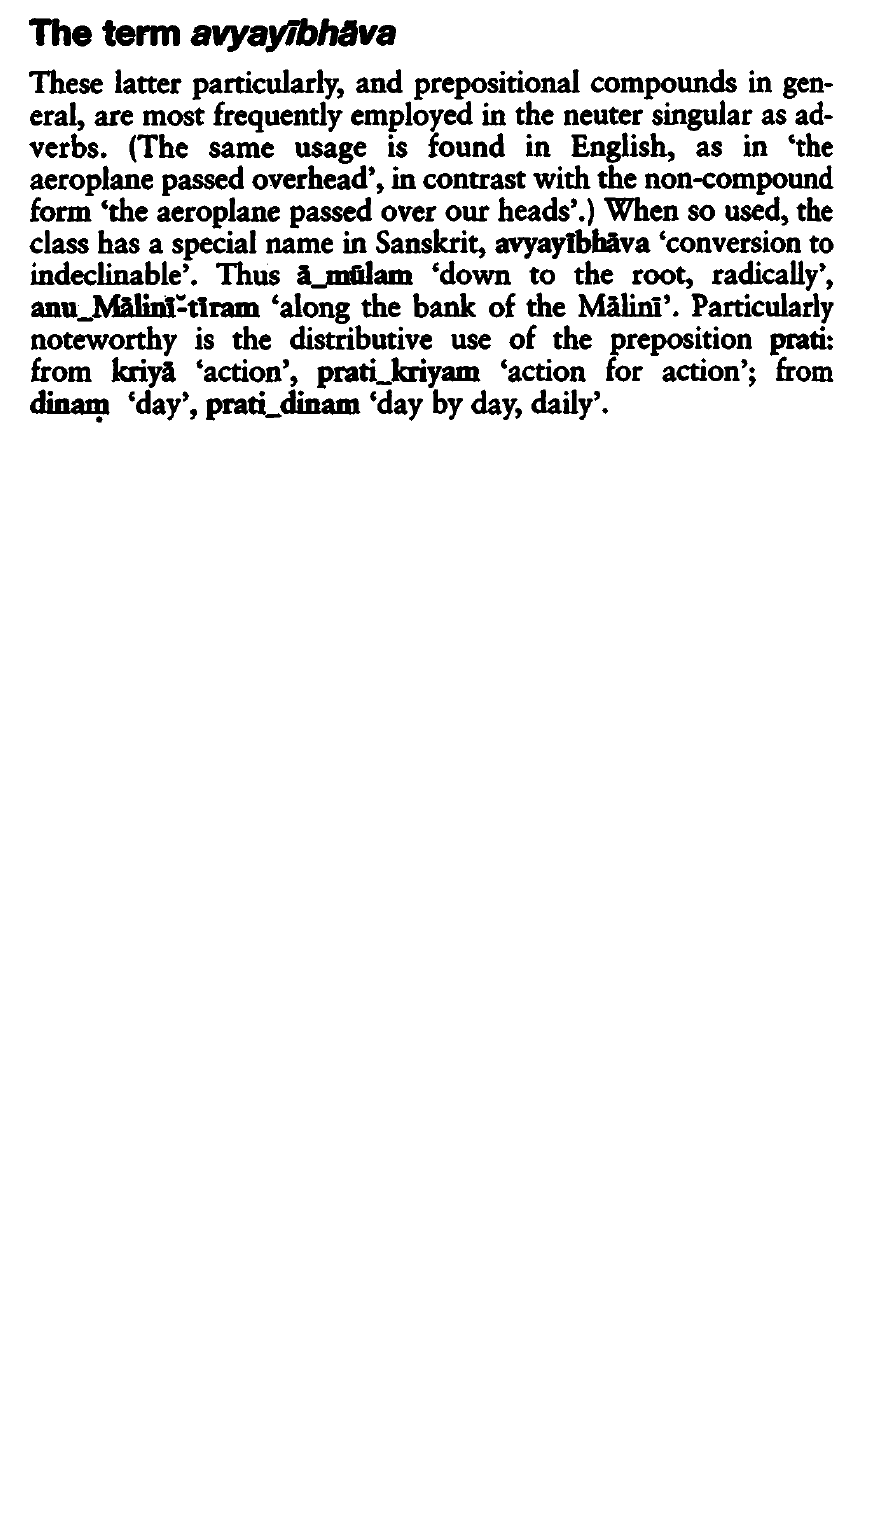 The term avyayībhāva
These latter particularly, and prepositional compounds in gen-
eral, are most frequently employed in the neuter singular as ad-
verbs. (The same usage is found in English, as in ‘the
aeroplane passed overhead’, in contrast with the non-compound
form ‘the aeroplane passed over our heads’.) When so used, the
class has a special name in Sanskrit, avyayībhāva ‘conversion to
indeclinable’. Thus ā_mūlam ‘down to the root, radically’,
anu_Mālinī̆-tīram ‘along the bank of the Mālinī’. Particularly
noteworthy is the distributive use of the preposition prati:
from kriyā ‘action’, prati_kriyam ‘action for action’; from
dinaṃ ‘day’, prati_dinam ‘day by day, daily’.